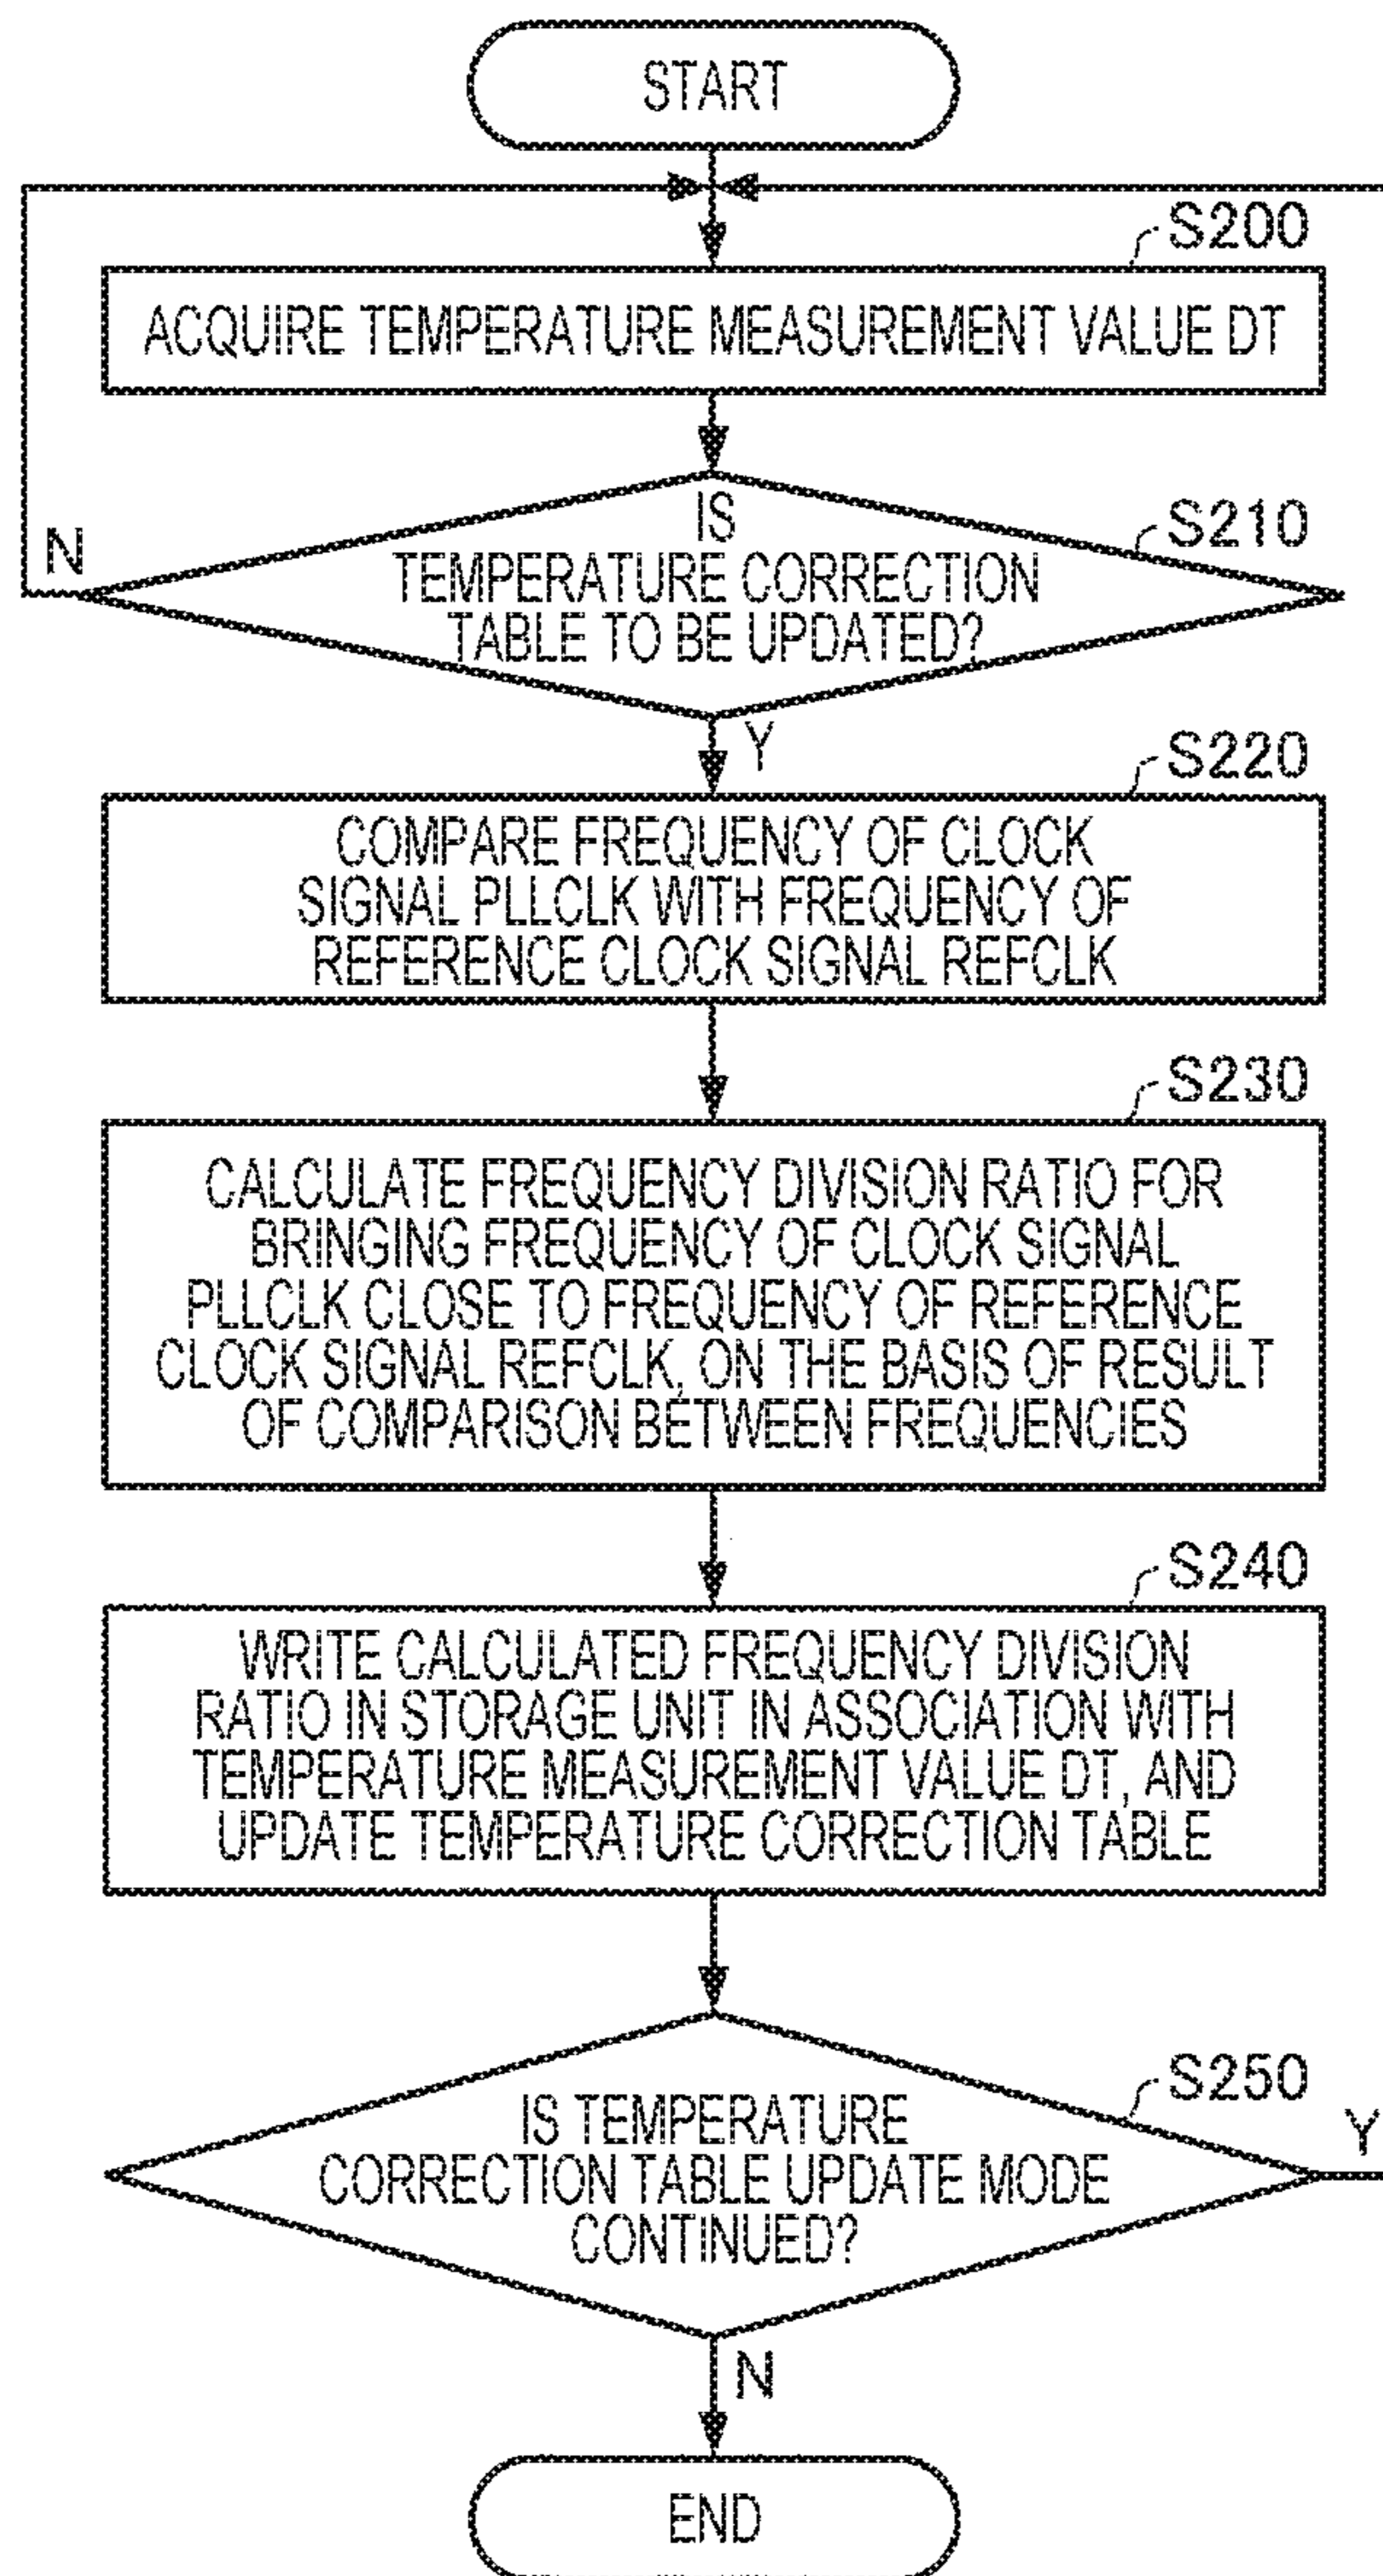 START
S200
ACQUIRE TEMPERATURE MEASUREMENT VALUE DT
S210
N
IS
TEMPERATURE CORRECTION
TABLE TO BE UPDATED?
Y
S220
COMPARE FREQUENCY OF CLOCK
SIGNAL PLLCLK WITH FREQUENCY OF
REFERENCE CLOCK SIGNAL REFCLK
S230
CALCULATE FREQUENCY DIVISION RATIO FOR
BRINGING FREQUENCY OF CLOCK SIGNAL
PLLCLK CLOSE TO FREQUENCY OF REFERENCE
CLOCK SIGNAL REFCLK, ON THE BASIS OF RESULT
OF COMPARISON BETWEEN FREQUENCIES
S240
WRITE CALCULATED FREQUENCY DIVISION
RATIO IN STORAGE UNIT IN ASSOCIATION WITH
TEMPERATURE MEASUREMENT VALUE DT, AND
UPDATE TEMPERATURE CORRECTION TABLE
S250
IS TEMPERATURE
CORRECTION TABLE UPDATE MODE
CONTINUED?
Y
N
END